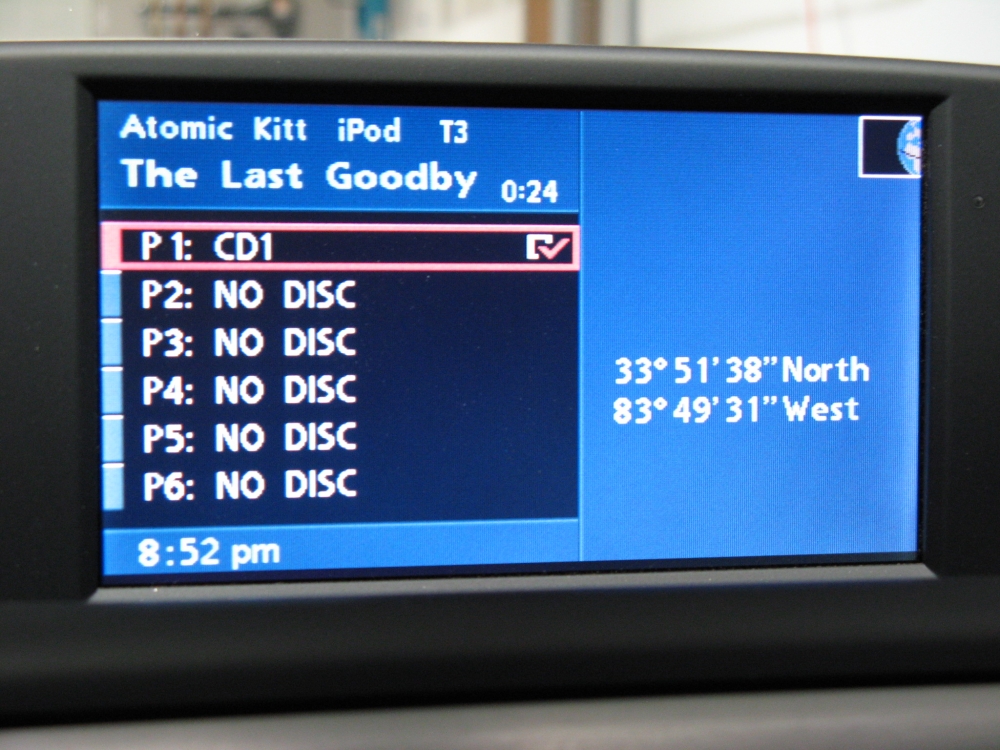 Atomic Kitt iPod T3
The Last Goodby 0:24
P1: CD1
P2: NO DISC
P3: NO DISC
P4: NO DISC
P5: NO DISC
P6: NO DISC
8:52 pm
33°51'38”North
83°49'31”West